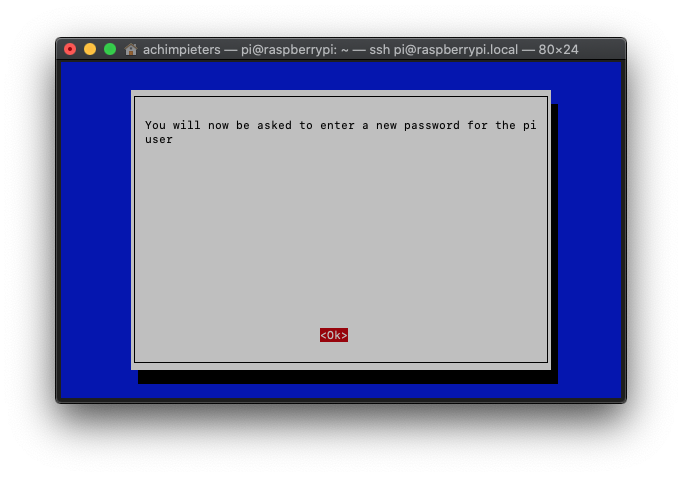 achimpieters — pi@raspberrypi: ~ — ssh pi@raspberrypi.local — 80×24
You will now be asked to enter a new password for the pi
user
<Ok>